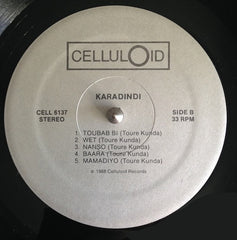 CELLULOID
KARADINDI
CELL 6137
STEREO
SIDE B
33 RPM
1. TOUBAB BI (Toure Kunda)
2. WET (Toure Kunda)
3. NANSO (Toure Kunda)
4. BAARA (Toure Kunda)
5. MAMADIYO (Toure Kunda)
℗ 1988 Celluloid Records